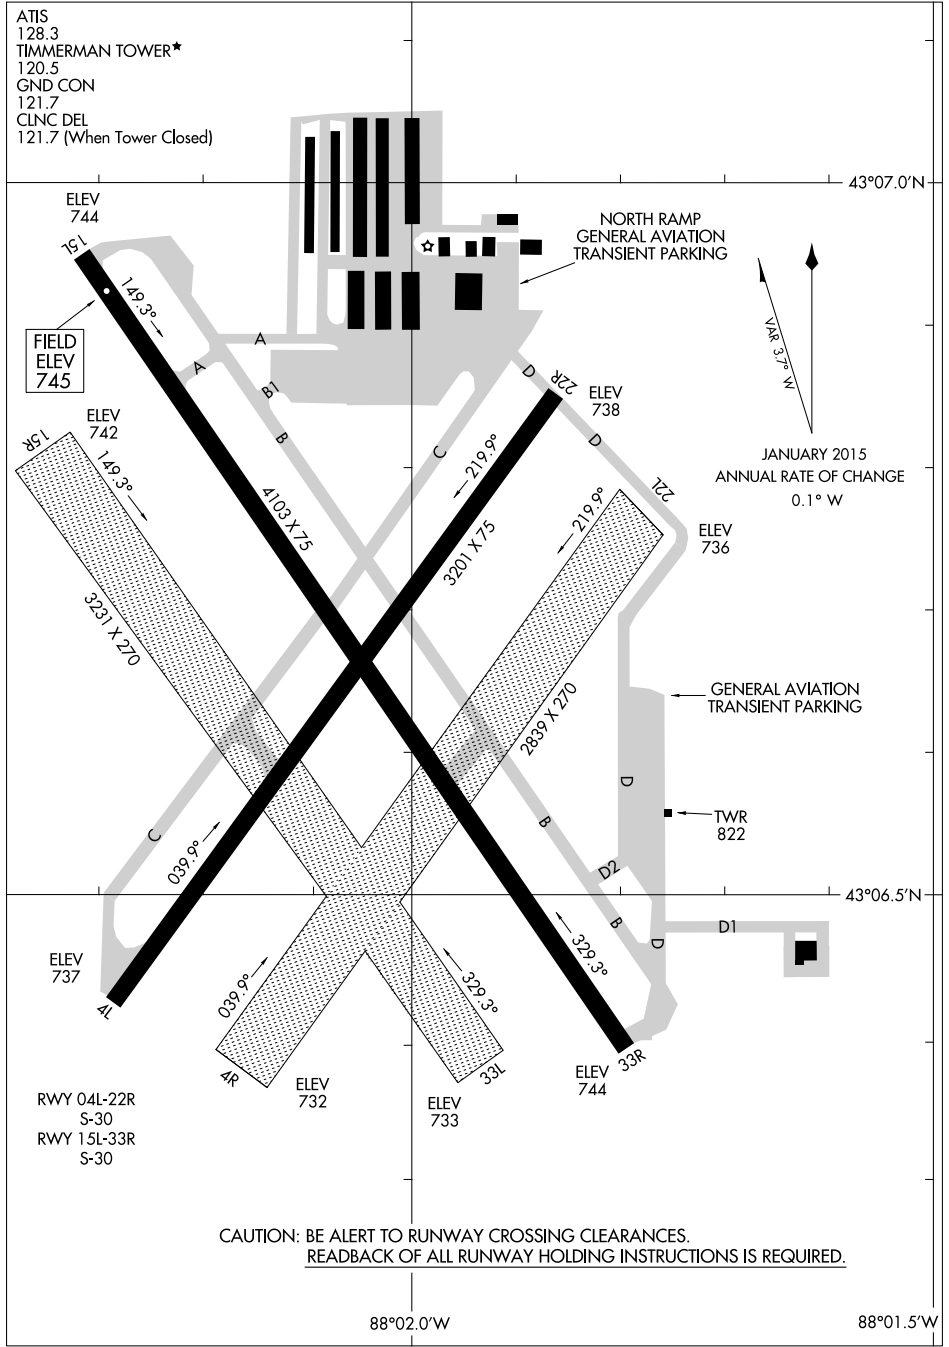 ATIS
128.3
TIMMERMAN TOWER★
120.5
GND CON
121.7
CLNC DEL
121.7 (When Tower Closed)
43°07.0'N
ELEV
744
15L
149.3°
NORTH RAMP
GENERAL AVIATION
TRANSIENT PARKING
FIELD
ELEV
745
VAR 3.7° W
JANUARY 2015
ANNUAL RATE OF CHANGE
0.1° W
A
A
B1
B
C
D
22R
ELEV
738
D
ELEV
742
15R
149.3°
219.9°
4103 X 75
3201 X 75
219.9°
22L
ELEV
736
3231 X 270
2839 X 270
GENERAL AVIATION
TRANSIENT PARKING
D
TWR
822
C
039.9°
B
D2
43°06.5'N
B
D
D1
329.3°
ELEV
737
4L
039.9°
329.3°
4R
ELEV
732
33L
ELEV
733
33R
ELEV
744
RWY 04L-22R
S-30
RWY 15L-33R
S-30
CAUTION: BE ALERT TO RUNWAY CROSSING CLEARANCES.
READBACK OF ALL RUNWAY HOLDING INSTRUCTIONS IS REQUIRED.
88°02.0'W
88°01.5'W